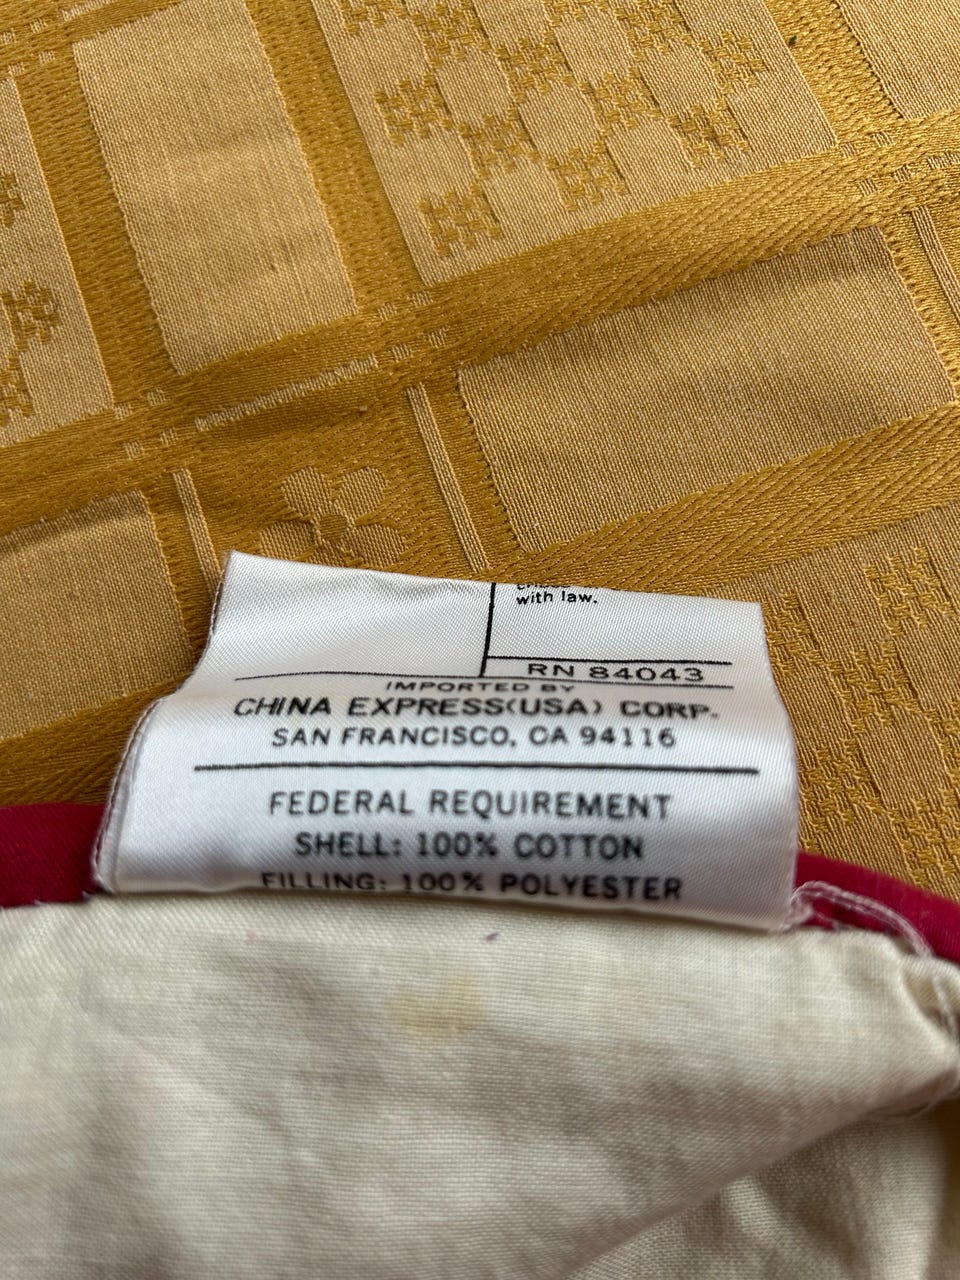 with law.
RN 84043
IMPORTED BY
CHINA EXPRESS(USA) CORP.
SAN FRANCISCO, CA 94116
FEDERAL REQUIREMENT
SHELL: 100% COTTON
FILLING: 100% POLYESTER